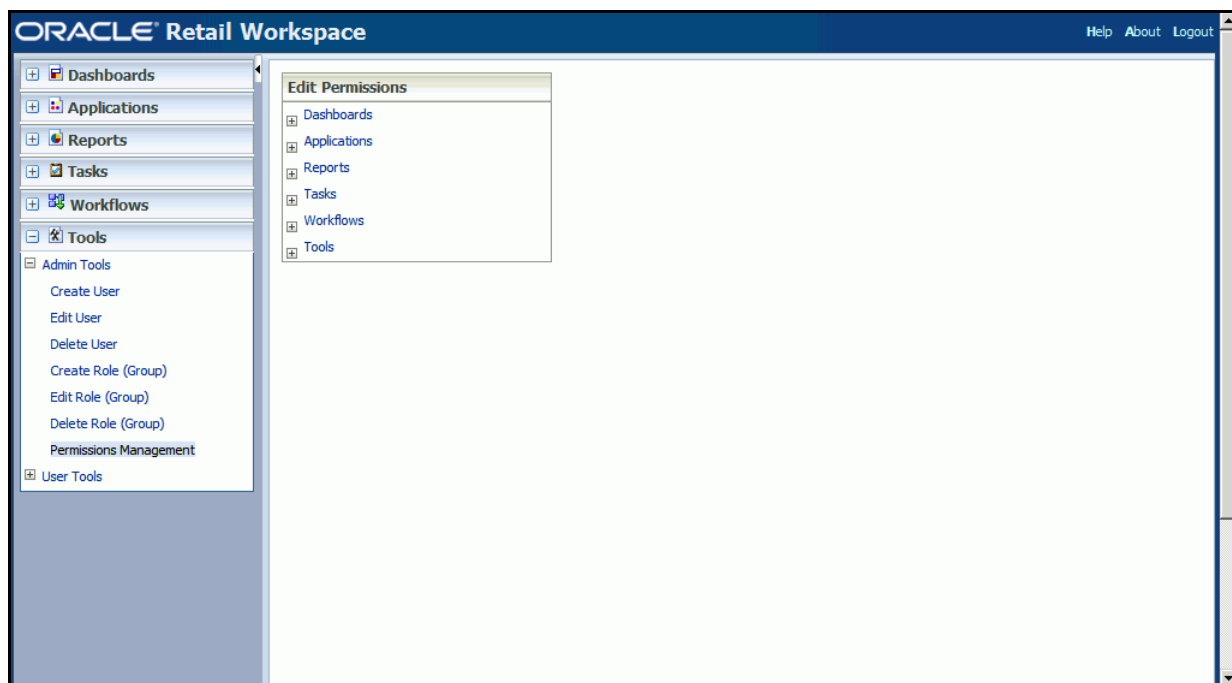 ORACLE® Retail Workspace
Help About Logout
Dashboards
Applications
Reports
Tasks
Workflows
Tools
Admin Tools
Create User
Edit User
Delete User
Create Role (Group)
Edit Role (Group)
Delete Role (Group)
Permissions Management
User Tools
Edit Permissions
Dashboards
Applications
Reports
Tasks
Workflows
Tools